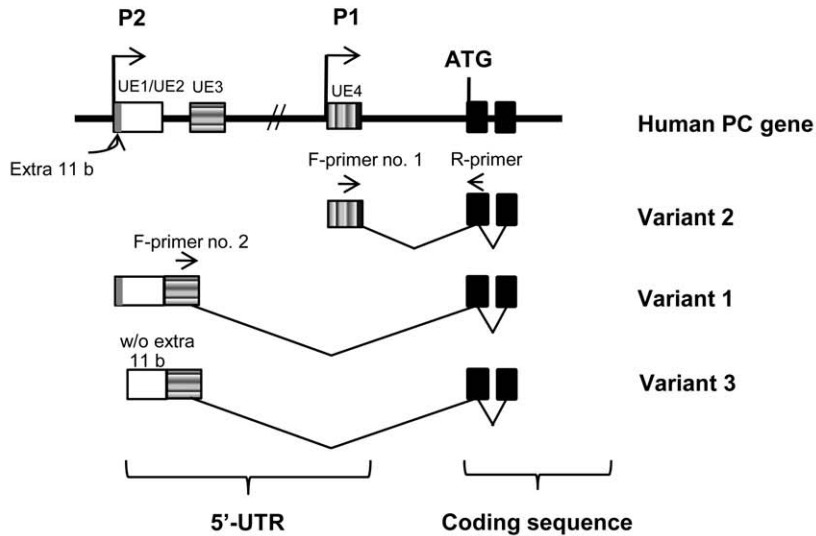 P2
P1
UE1/UE2
UE3
UE4
ATG
//
Human PC gene
Extra 11 b
F-primer no. 1
R-primer
Variant 2
F-primer no. 2
Variant 1
w/o extra
11 b
Variant 3
5’-UTR
Coding sequence